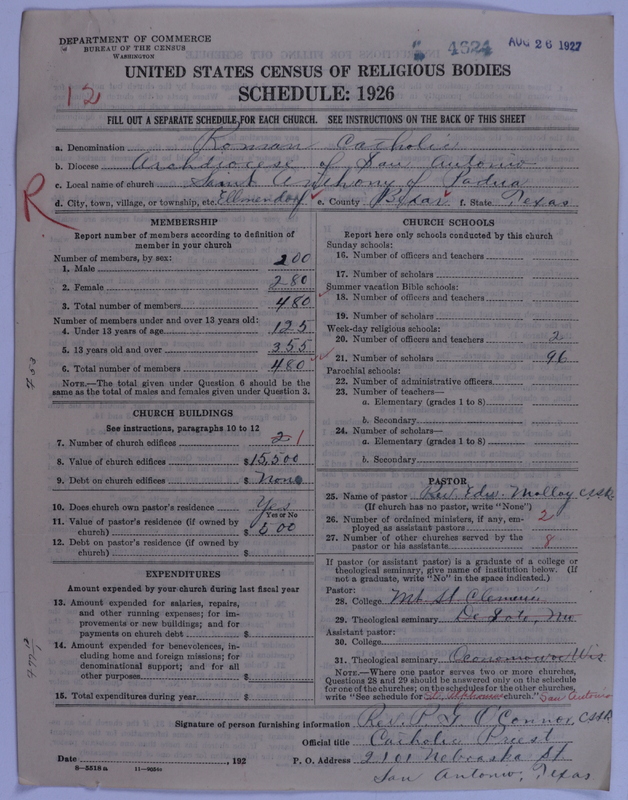 DEPARTMENT OF COMMERCE
BUREAU OF THE CENSUS
WASHINGTON
4324 AUG 26 1927
UNITED STATES CENSUS OF RELIGIOUS BODIES
SCHEDULE: 1926
12
FILL OUT A SEPARATE SCHEDULE FOR EACH CHURCH. SEE INSTRUCTIONS ON THE BACK OF THIS SHEET
a. Denomination Roman Catholic
b. Diocese Archdiocese of San Antonio
c. Local name of church Saint Anthony of Padua
R
d. City, town, village, or township, etc. Ellmendorf e. County Bexar f. State Texas
MEMBERSHIP
Report number of members according to definition of
member in your church
Number of members, by sex:
1. Male 200
2. Female 280
3. Total number of members 480
Number of members under and over 13 years old:
4. Under 13 years of age 125
5. 13 years old and over 355
6. Total number of members 480
NOTE.—The total given under Question 6 should be the
same as the total of males and females given under Question 3.
CHURCH BUILDINGS
See instructions, paragraphs 10 to 12
7. Number of church edifices 2 1
8. Value of church edifices $15,500
9. Debt on church edifices $None
10. Does church own pastor's residence Yes
Yes or No
11. Value of pastor's residence (if owned by
church) $500
12. Debt on pastor's residence (if owned by
church) $
EXPENDITURES
Amount expended by your church during last fiscal year
13. Amount expended for salaries, repairs,
and other running expenses; for im-
provements or new buildings; and for
payments on church debt $
14. Amount expended for benevolences, in-
cluding home and foreign missions; for
denominational support; and for all
other purposes $
15. Total expenditures during year $
CHURCH SCHOOLS
Report here only schools conducted by this church
Sunday schools:
16. Number of officers and teachers
17. Number of scholars
Summer vacation Bible schools:
18. Number of officers and teachers
19. Number of scholars
Week-day religious schools:
20. Number of officers and teachers 2
21. Number of scholars 96
Parochial schools:
22. Number of administrative officers
23. Number of teachers—
a. Elementary (grades 1 to 8)
b. Secondary
24. Number of scholars—
a. Elementary (grades 1 to 8)
b. Secondary
PASTOR
25. Name of pastor Rev. Edw. Molloy C.SS.R.
(If church has no pastor, write "None")
26. Number of ordained ministers, if any, em-
ployed as assistant pastors 2
27. Number of other churches served by the
pastor or his assistants 8
If pastor (or assistant pastor) is a graduate of a college or
theological seminary, give name of institution below. (If
not a graduate, write "No" in the space indicated.)
Pastor:
28. College Mt St Clemens
29. Theological seminary De Soto, Mo
Assistant pastor:
30. College
31. Theological seminary Oconomowoc Wis
NOTE.—Where one pastor serves two or more churches,
Questions 28 and 29 should be answered only on the schedule
for one of the churches; on the schedules for the other churches,
write "See schedule for St. Alphonsus church." San Antonio
Signature of person furnishing information Rev. P. J. O Connor, C.SS.R.
Official title Catholic Priest
Date , 192
P. O. Address 2101 Nebraska St
8—5518a 11—9050c
San Antonio, Texas